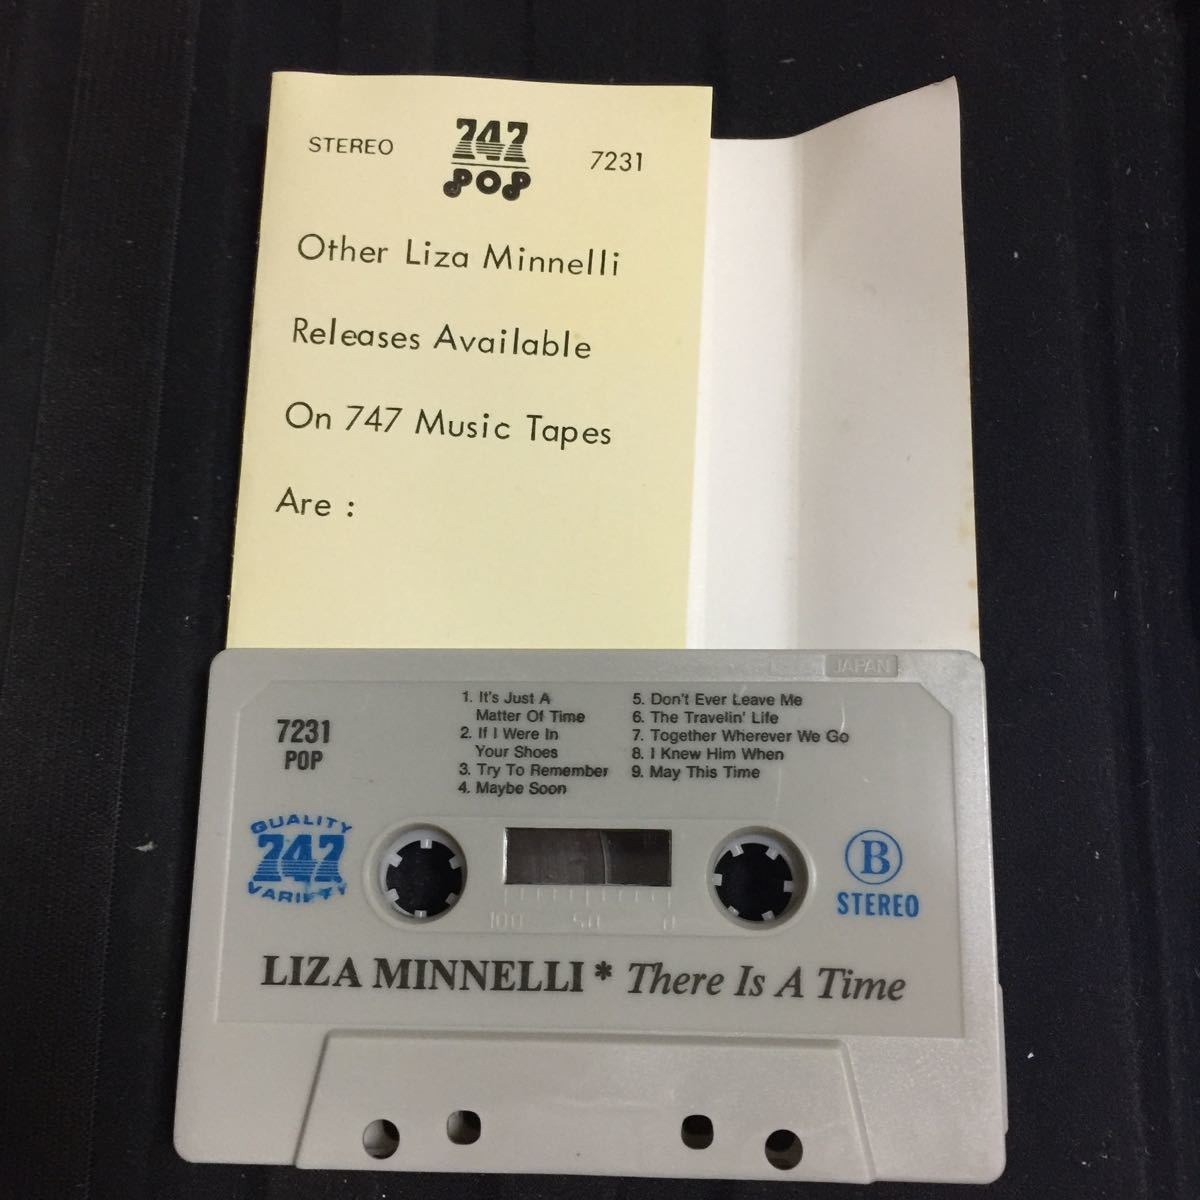 STEREO 747 POP 7231
Other Liza Minnelli
Releases Available
On 747 Music Tapes
Are :
JAPAN
7231
POP
1. It's Just A
Matter Of Time
2. If I Were In
Your Shoes
3. Try To Remember
4. Maybe Soon
5. Don't Ever Leave Me
6. The Travelin' Life
7. Together Wherever We Go
8. I Knew Him When
9. May This Time
QUALITY
747
VARIETY
100 50 0
B
STEREO
LIZA MINNELLI * There Is A Time